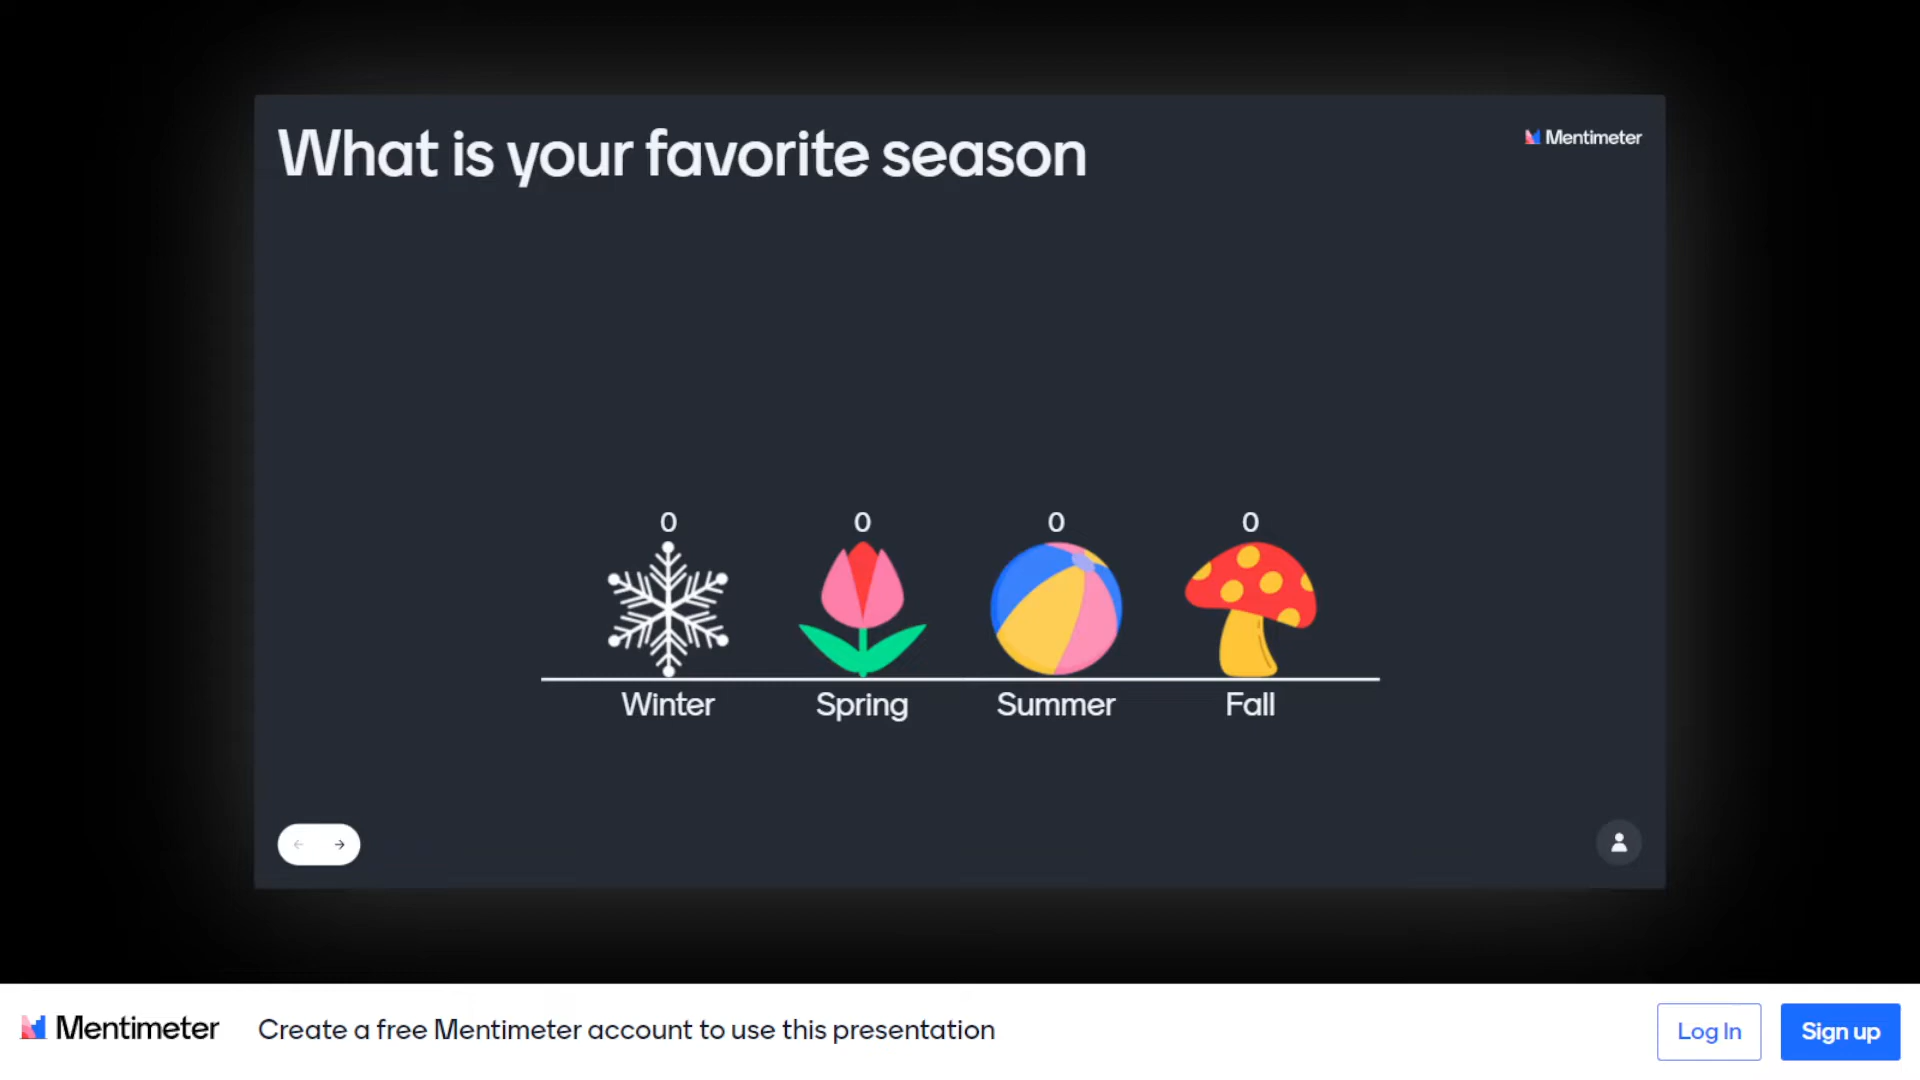 What is your favorite season
Mentimeter
0 0 0 0
Winter Spring Summer Fall
Mentimeter Create a free Mentimeter account to use this presentation Log In Sign up